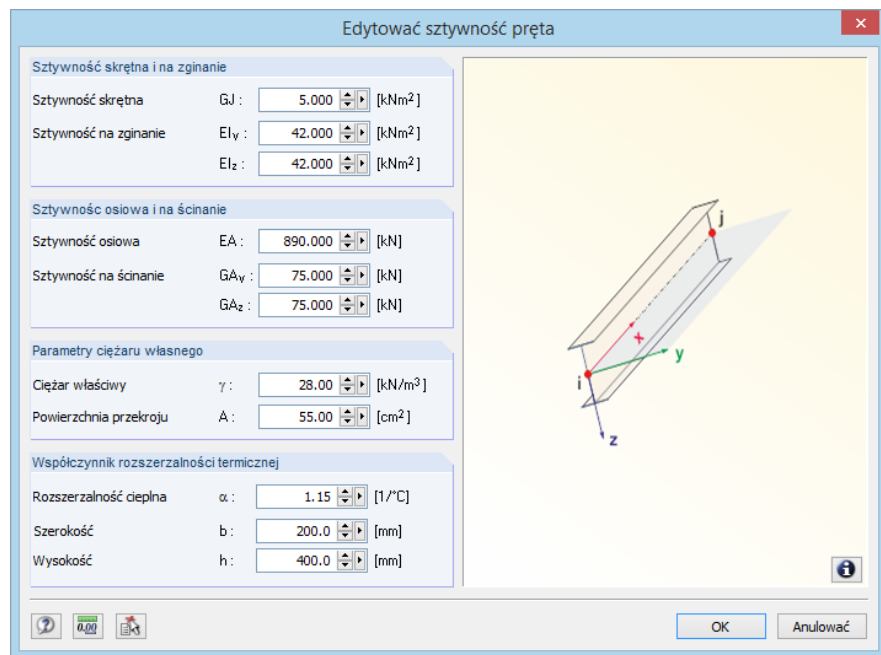 Edytować sztywność pręta
Sztywność skrętna i na zginanie
Sztywność skrętna GJ : 5.000 [kNm²]
Sztywność na zginanie EIy : 42.000 [kNm²]
EIz : 42.000 [kNm²]
Sztywnośc osiowa i na ścinanie
Sztywność osiowa EA : 890.000 [kN]
Sztywność na ścinanie GAy : 75.000 [kN]
GAz : 75.000 [kN]
Parametry ciężaru własnego
Ciężar właściwy γ : 28.00 [kN/m³]
Powierzchnia przekroju A : 55.00 [cm²]
Współczynnik rozszerzalności termicznej
Rozszerzalność cieplna α : 1.15 [1/°C]
Szerokość b : 200.0 [mm]
Wysokość h : 400.0 [mm]
j
x
y
i
z
0.00
OK Anulować